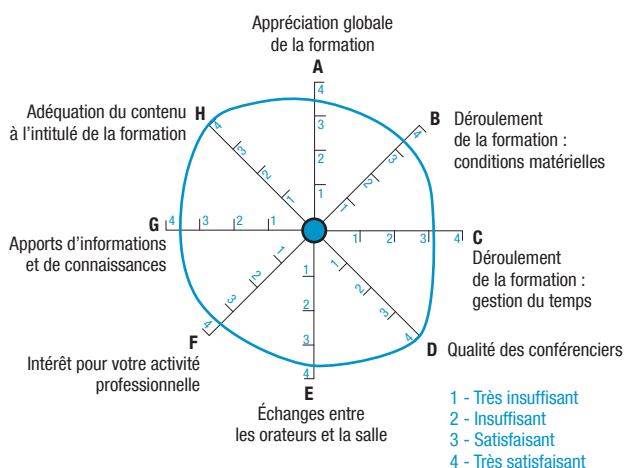 Appréciation globale
de la formation
A
4
3
2
1
B
Déroulement
de la formation :
conditions matérielles
4
3
2
1
C
Déroulement
de la formation :
gestion du temps
1
2
3
4
D Qualité des conférenciers
1
2
3
4
1
2
3
4
E
Échanges entre
les orateurs et la salle
1
2
3
4
F
Intérêt pour votre activité
professionnelle
4 3 2 1
G
Apports d'informations
et de connaissances
H
Adéquation du contenu
à l'intitulé de la formation
4
3
2
1
1 - Très insuffisant
2 - Insuffisant
3 - Satisfaisant
4 - Très satisfaisant